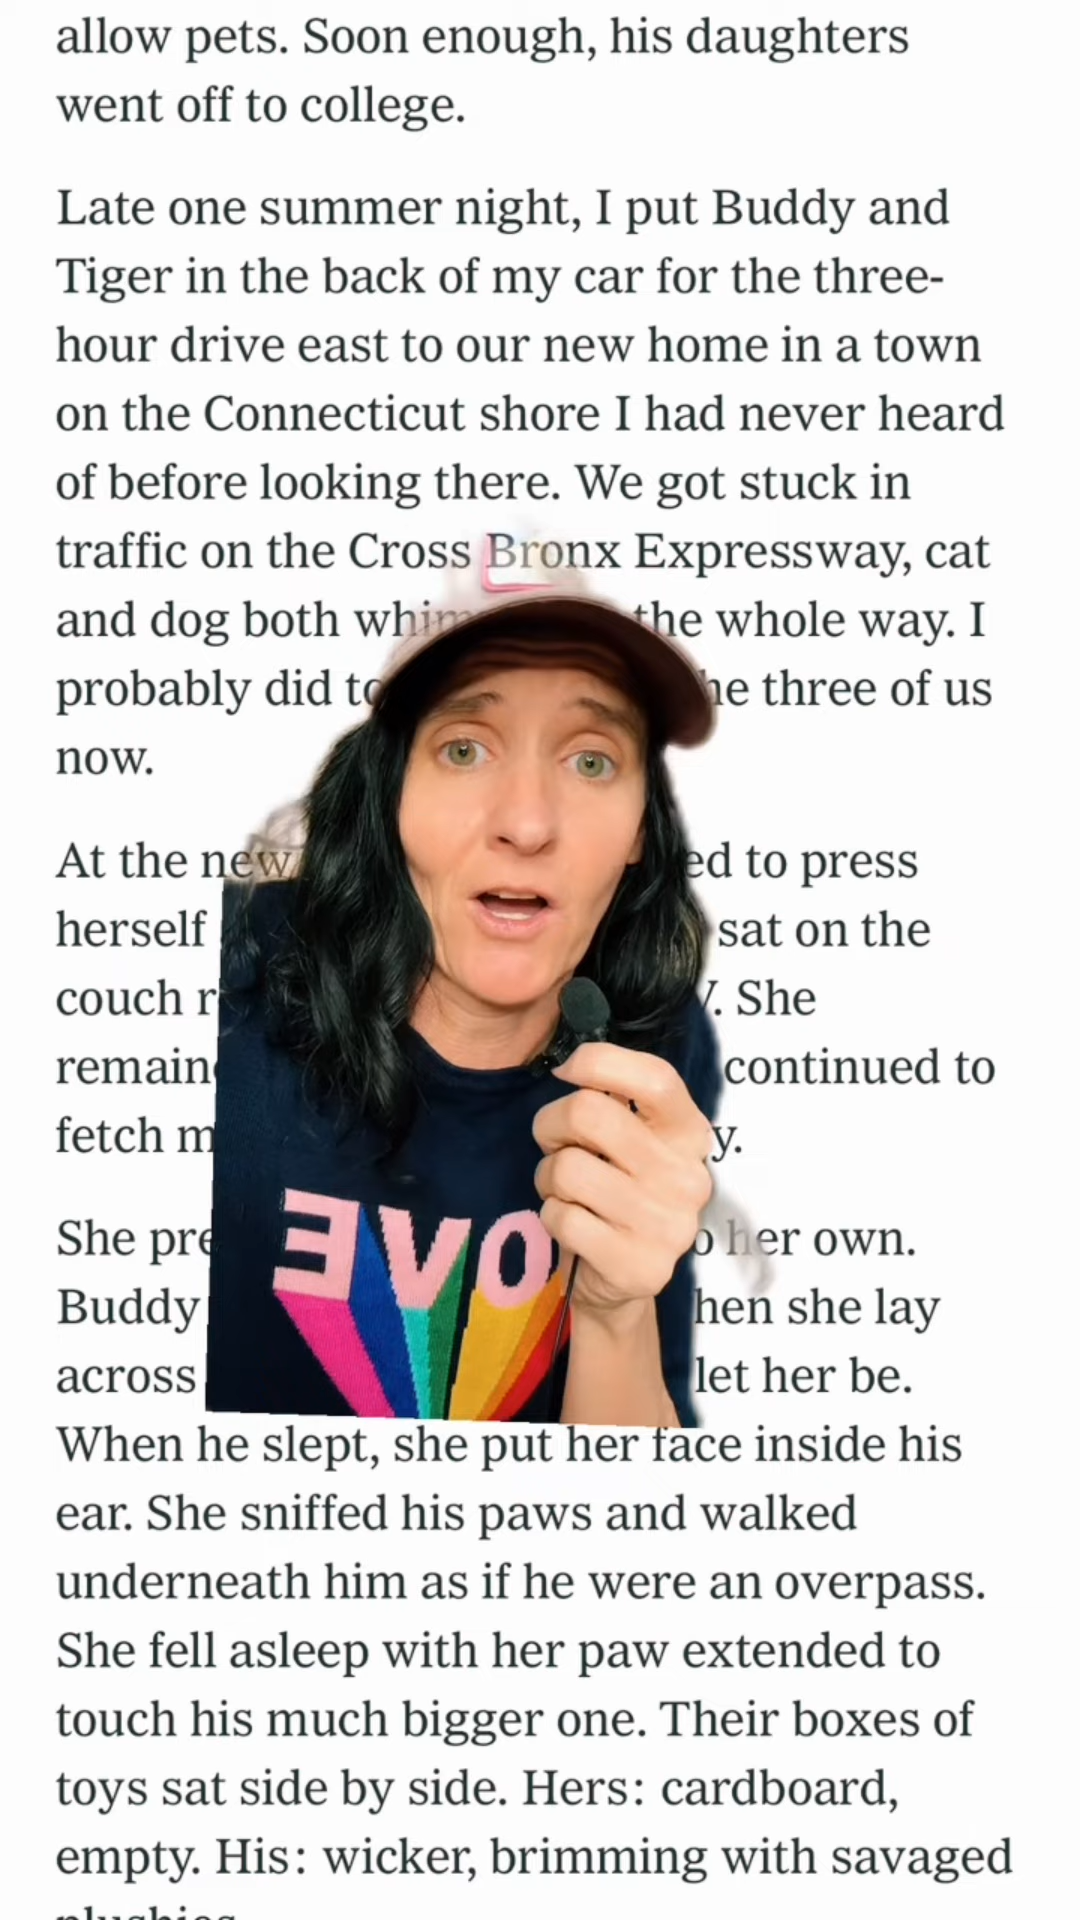 allow pets. Soon enough, his daughters
went off to college.
Late one summer night, I put Buddy and
Tiger in the back of my car for the three-
hour drive east to our new home in a town
on the Connecticut shore I had never heard
of before looking there. We got stuck in
traffic on the Cross Bronx Expressway, cat
and dog both the whole way. I
probably did three of us
now.
At the new to press
herself sat on the
couch She
continued to
fetch
She her own.
Buddy she lay
across let her be.
OVE
When he slept, she put her face inside his
ear. She sniffed his paws and walked
underneath him as if he were an overpass.
She fell asleep with her paw extended to
touch his much bigger one. Their boxes of
toys sat side by side. Hers: cardboard,
empty. His: wicker, brimming with savaged